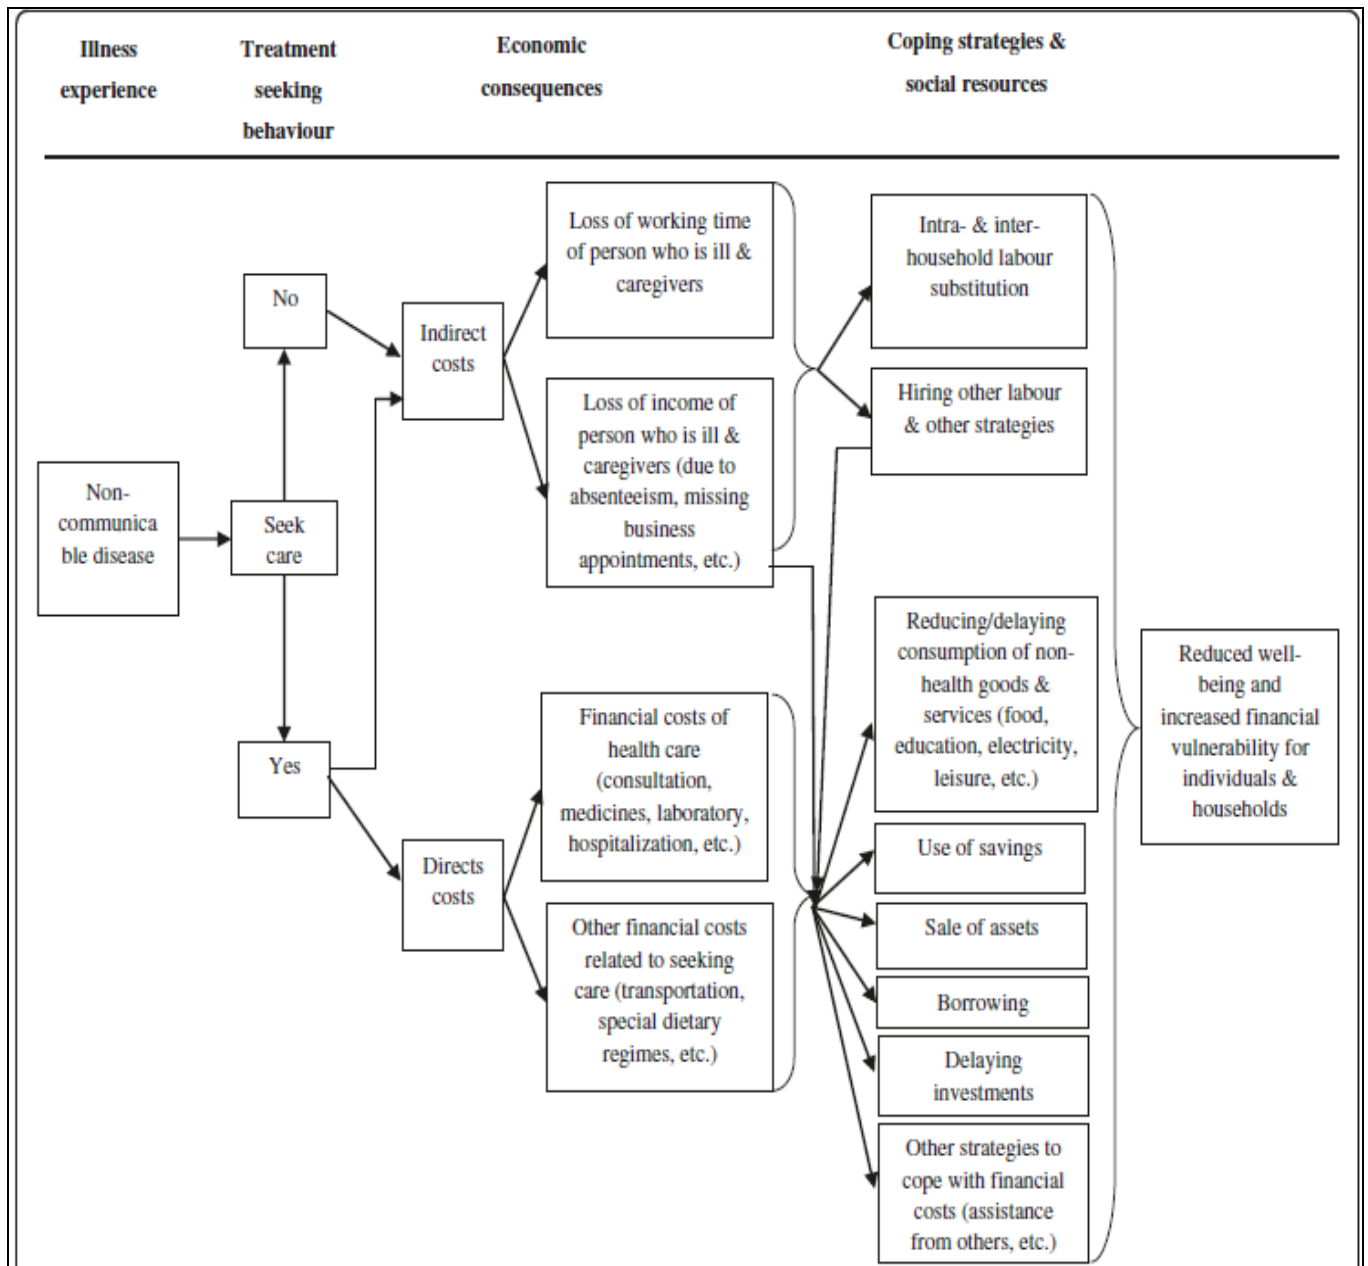 Illness
experience
Treatment
seeking
behaviour
Economic
consequences
Coping strategies &
social resources
Non-
communica
ble disease
Seek
care
No
Yes
Indirect
costs
Directs
costs
Loss of working time
of person who is ill &
caregivers
Loss of income of
person who is ill &
caregivers (due to
absenteeism, missing
business
appointments, etc.)
Financial costs of
health care
(consultation,
medicines, laboratory,
hospitalization, etc.)
Other financial costs
related to seeking
care (transportation,
special dietary
regimes, etc.)
Intra- & inter-
household labour
substitution
Hiring other labour
& other strategies
Reducing/delaying
consumption of non-
health goods &
services (food,
education, electricity,
leisure, etc.)
Use of savings
Sale of assets
Borrowing
Delaying
investments
Other strategies to
cope with financial
costs (assistance
from others, etc.)
Reduced well-
being and
increased financial
vulnerability for
individuals &
households